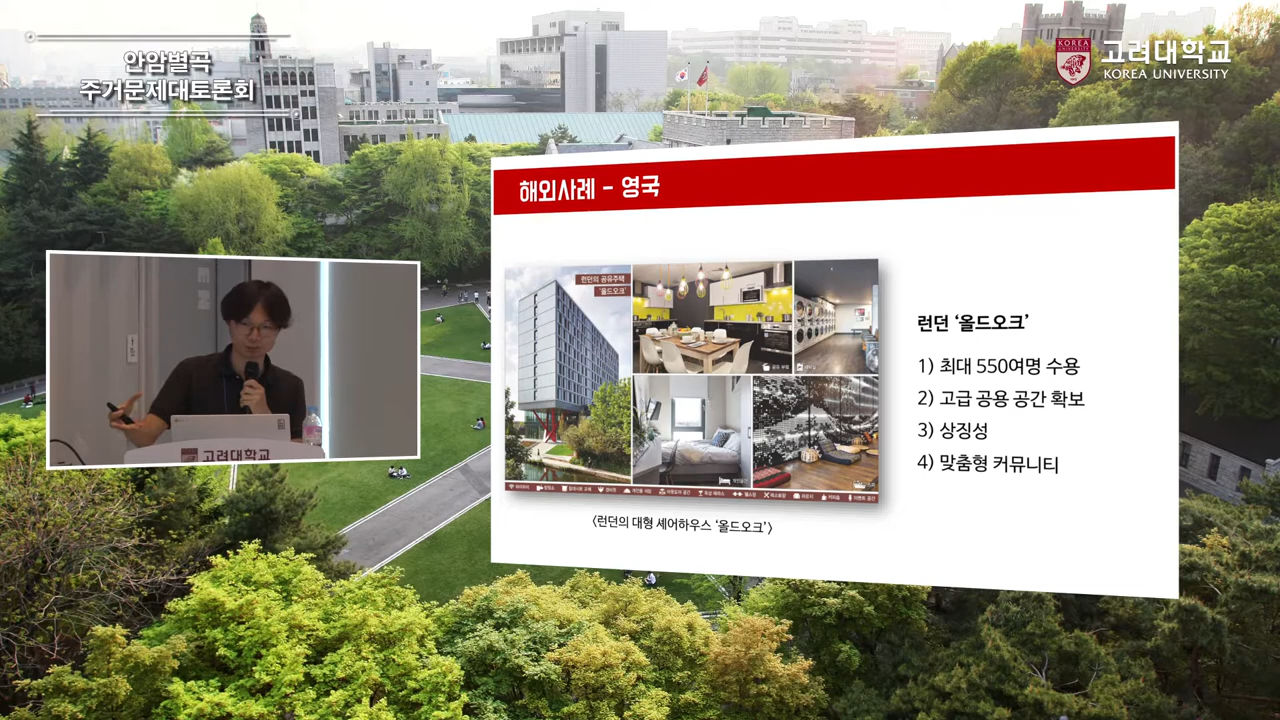 안암별곡
주거문제대토론회
KOREA
UNIVERSITY
고려대학교
KOREA UNIVERSITY
해외사례 - 영국
런던의 공유주택
'올드오크'
런던 '올드오크'
1) 최대 550여명 수용
2) 고급 공용 공간 확보
3) 상징성
4) 맞춤형 커뮤니티
<런던의 대형 셰어하우스 '올드오크'>
고려대학교